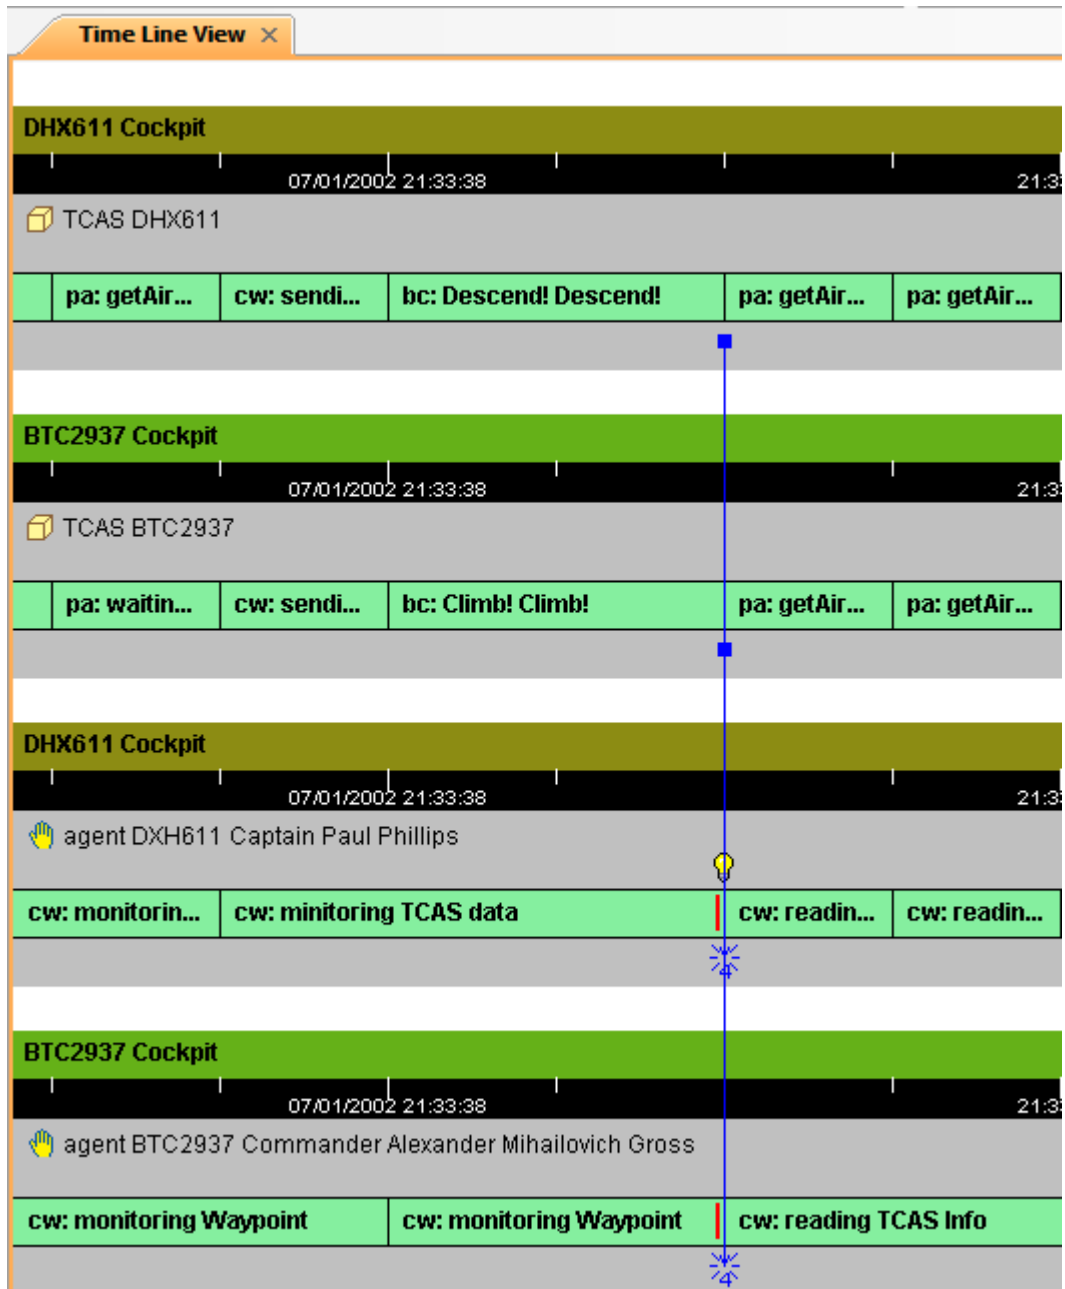 Time Line View ×
DHX611 Cockpit
07/01/2002 21:33:38 21:3
TCAS DHX611
pa: getAir... cw: sendi... bc: Descend! Descend! pa: getAir... pa: getAir...
BTC2937 Cockpit
07/01/2002 21:33:38 21:3
TCAS BTC2937
pa: waitin... cw: sendi... bc: Climb! Climb! pa: getAir... pa: getAir...
DHX611 Cockpit
07/01/2002 21:33:38 21:3
agent DXH611 Captain Paul Phillips
cw: monitorin... cw: minitoring TCAS data cw: readin... cw: readin...
4
BTC2937 Cockpit
07/01/2002 21:33:38 21:3
agent BTC2937 Commander Alexander Mihailovich Gross
cw: monitoring Waypoint cw: monitoring Waypoint cw: reading TCAS Info
4